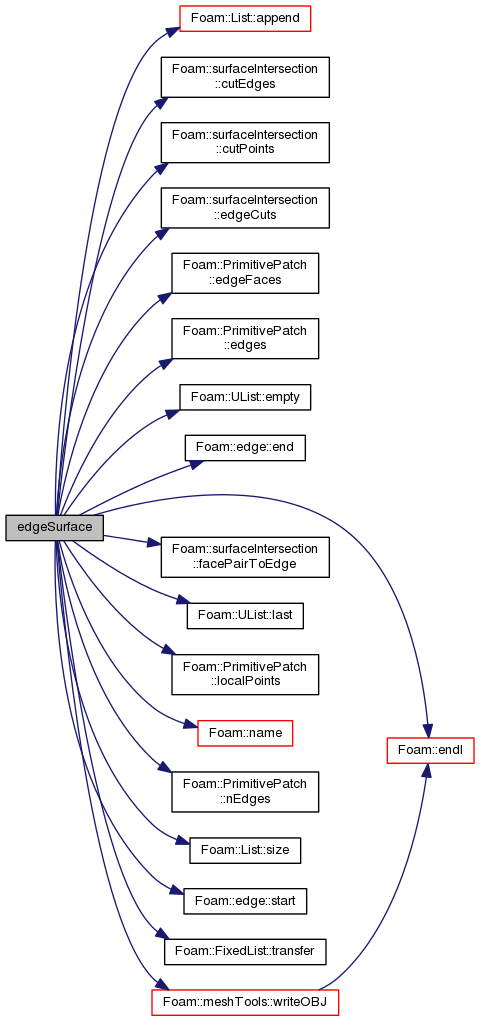 Foam::List::append
Foam::surfaceIntersection
::cutEdges
Foam::surfaceIntersection
::cutPoints
Foam::surfaceIntersection
::edgeCuts
Foam::PrimitivePatch
::edgeFaces
Foam::PrimitivePatch
::edges
Foam::UList::empty
Foam::edge::end
edgeSurface
Foam::surfaceIntersection
::facePairToEdge
Foam::UList::last
Foam::PrimitivePatch
::localPoints
Foam::name
Foam::endl
Foam::PrimitivePatch
::nEdges
Foam::List::size
Foam::edge::start
Foam::FixedList::transfer
Foam::meshTools::writeOBJ